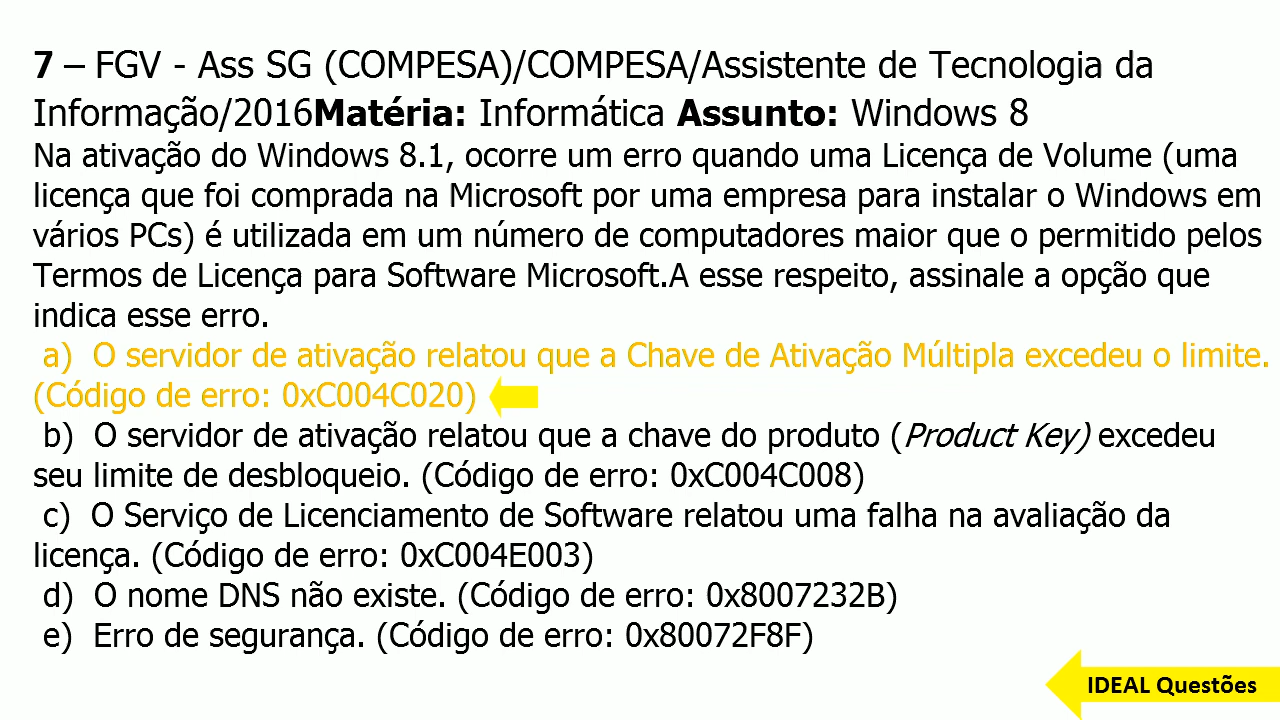 7 – FGV - Ass SG (COMPESA)/COMPESA/Assistente de Tecnologia da
Informação/2016Matéria: Informática Assunto: Windows 8
Na ativação do Windows 8.1, ocorre um erro quando uma Licença de Volume (uma
licença que foi comprada na Microsoft por uma empresa para instalar o Windows em
vários PCs) é utilizada em um número de computadores maior que o permitido pelos
Termos de Licença para Software Microsoft.A esse respeito, assinale a opção que
indica esse erro.
a) O servidor de ativação relatou que a Chave de Ativação Múltipla excedeu o limite.
(Código de erro: 0xC004C020)
b) O servidor de ativação relatou que a chave do produto (Product Key) excedeu
seu limite de desbloqueio. (Código de erro: 0xC004C008)
c) O Serviço de Licenciamento de Software relatou uma falha na avaliação da
licença. (Código de erro: 0xC004E003)
d) O nome DNS não existe. (Código de erro: 0x8007232B)
e) Erro de segurança. (Código de erro: 0x80072F8F)
IDEAL Questões